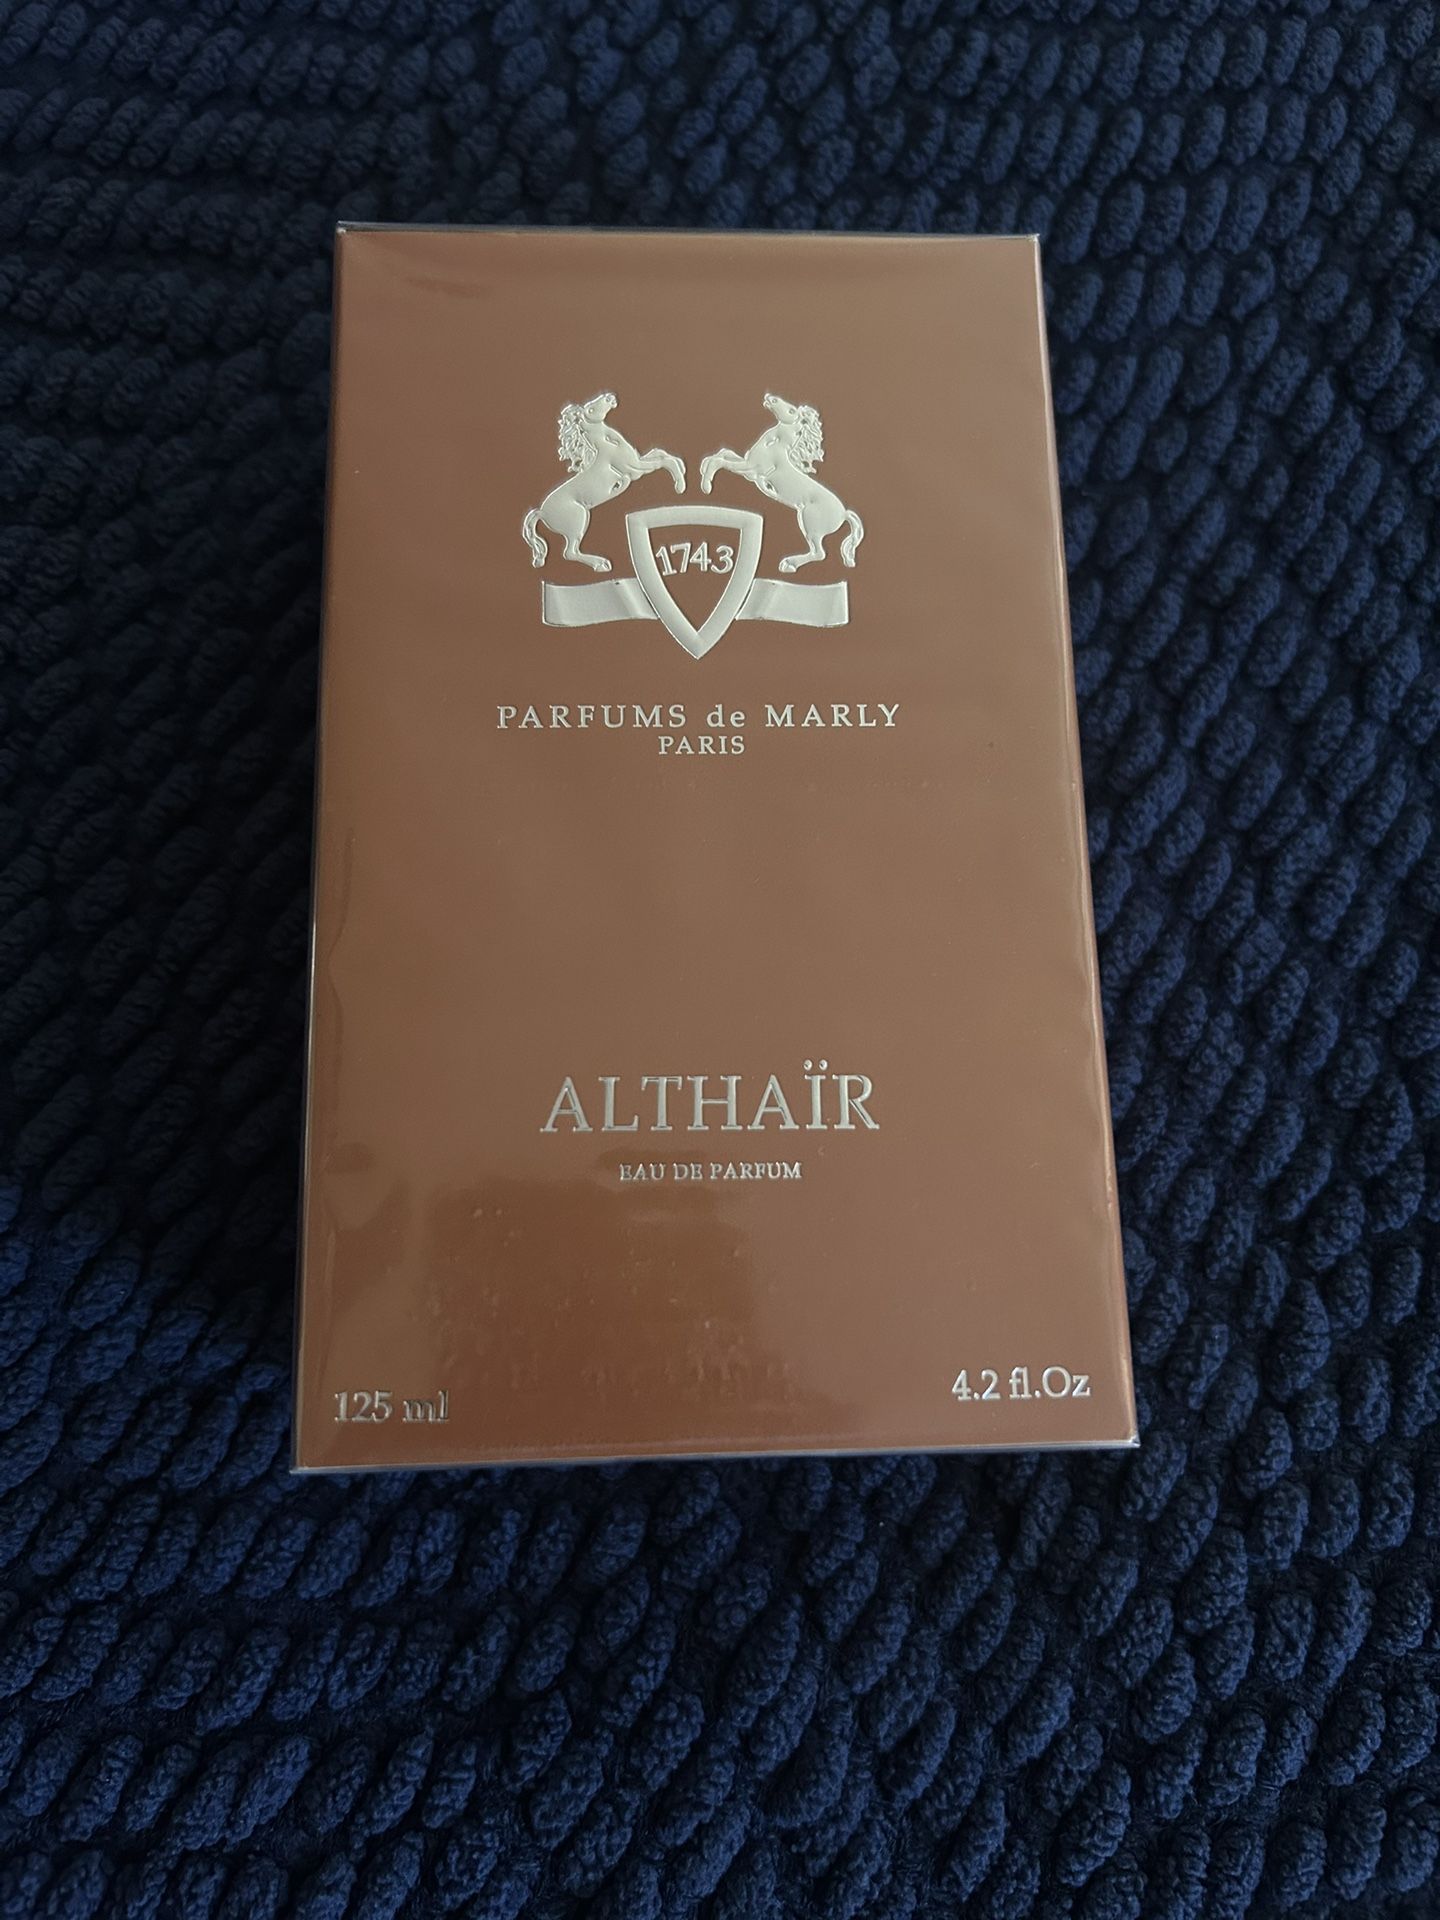 1743
PARFUMS de MARLY
PARIS
ALTHAÏR
EAU DE PARFUM
125 ml
4.2 fl.Oz